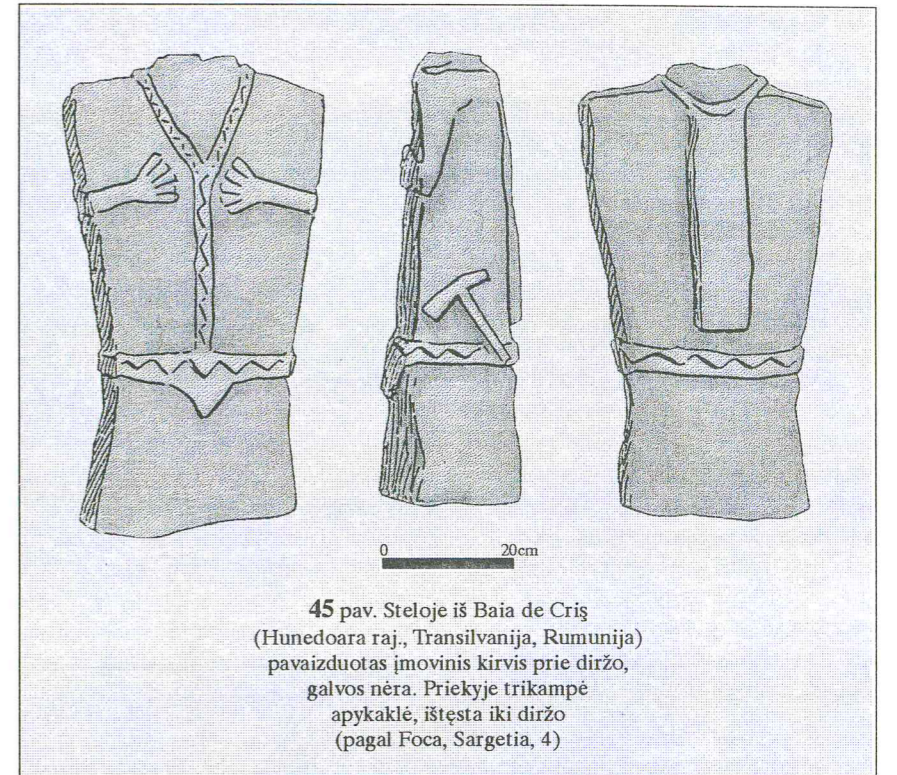 0 20cm
45 pav. Steloje iš Baia de Criş
(Hunedoara raj., Transilvanija, Rumunija)
pavaizduotas įmovinis kirvis prie diržo,
galvos nėra. Priekyje trikampė
apykaklė, ištęsta iki diržo
(pagal Foca, Sargetia, 4)